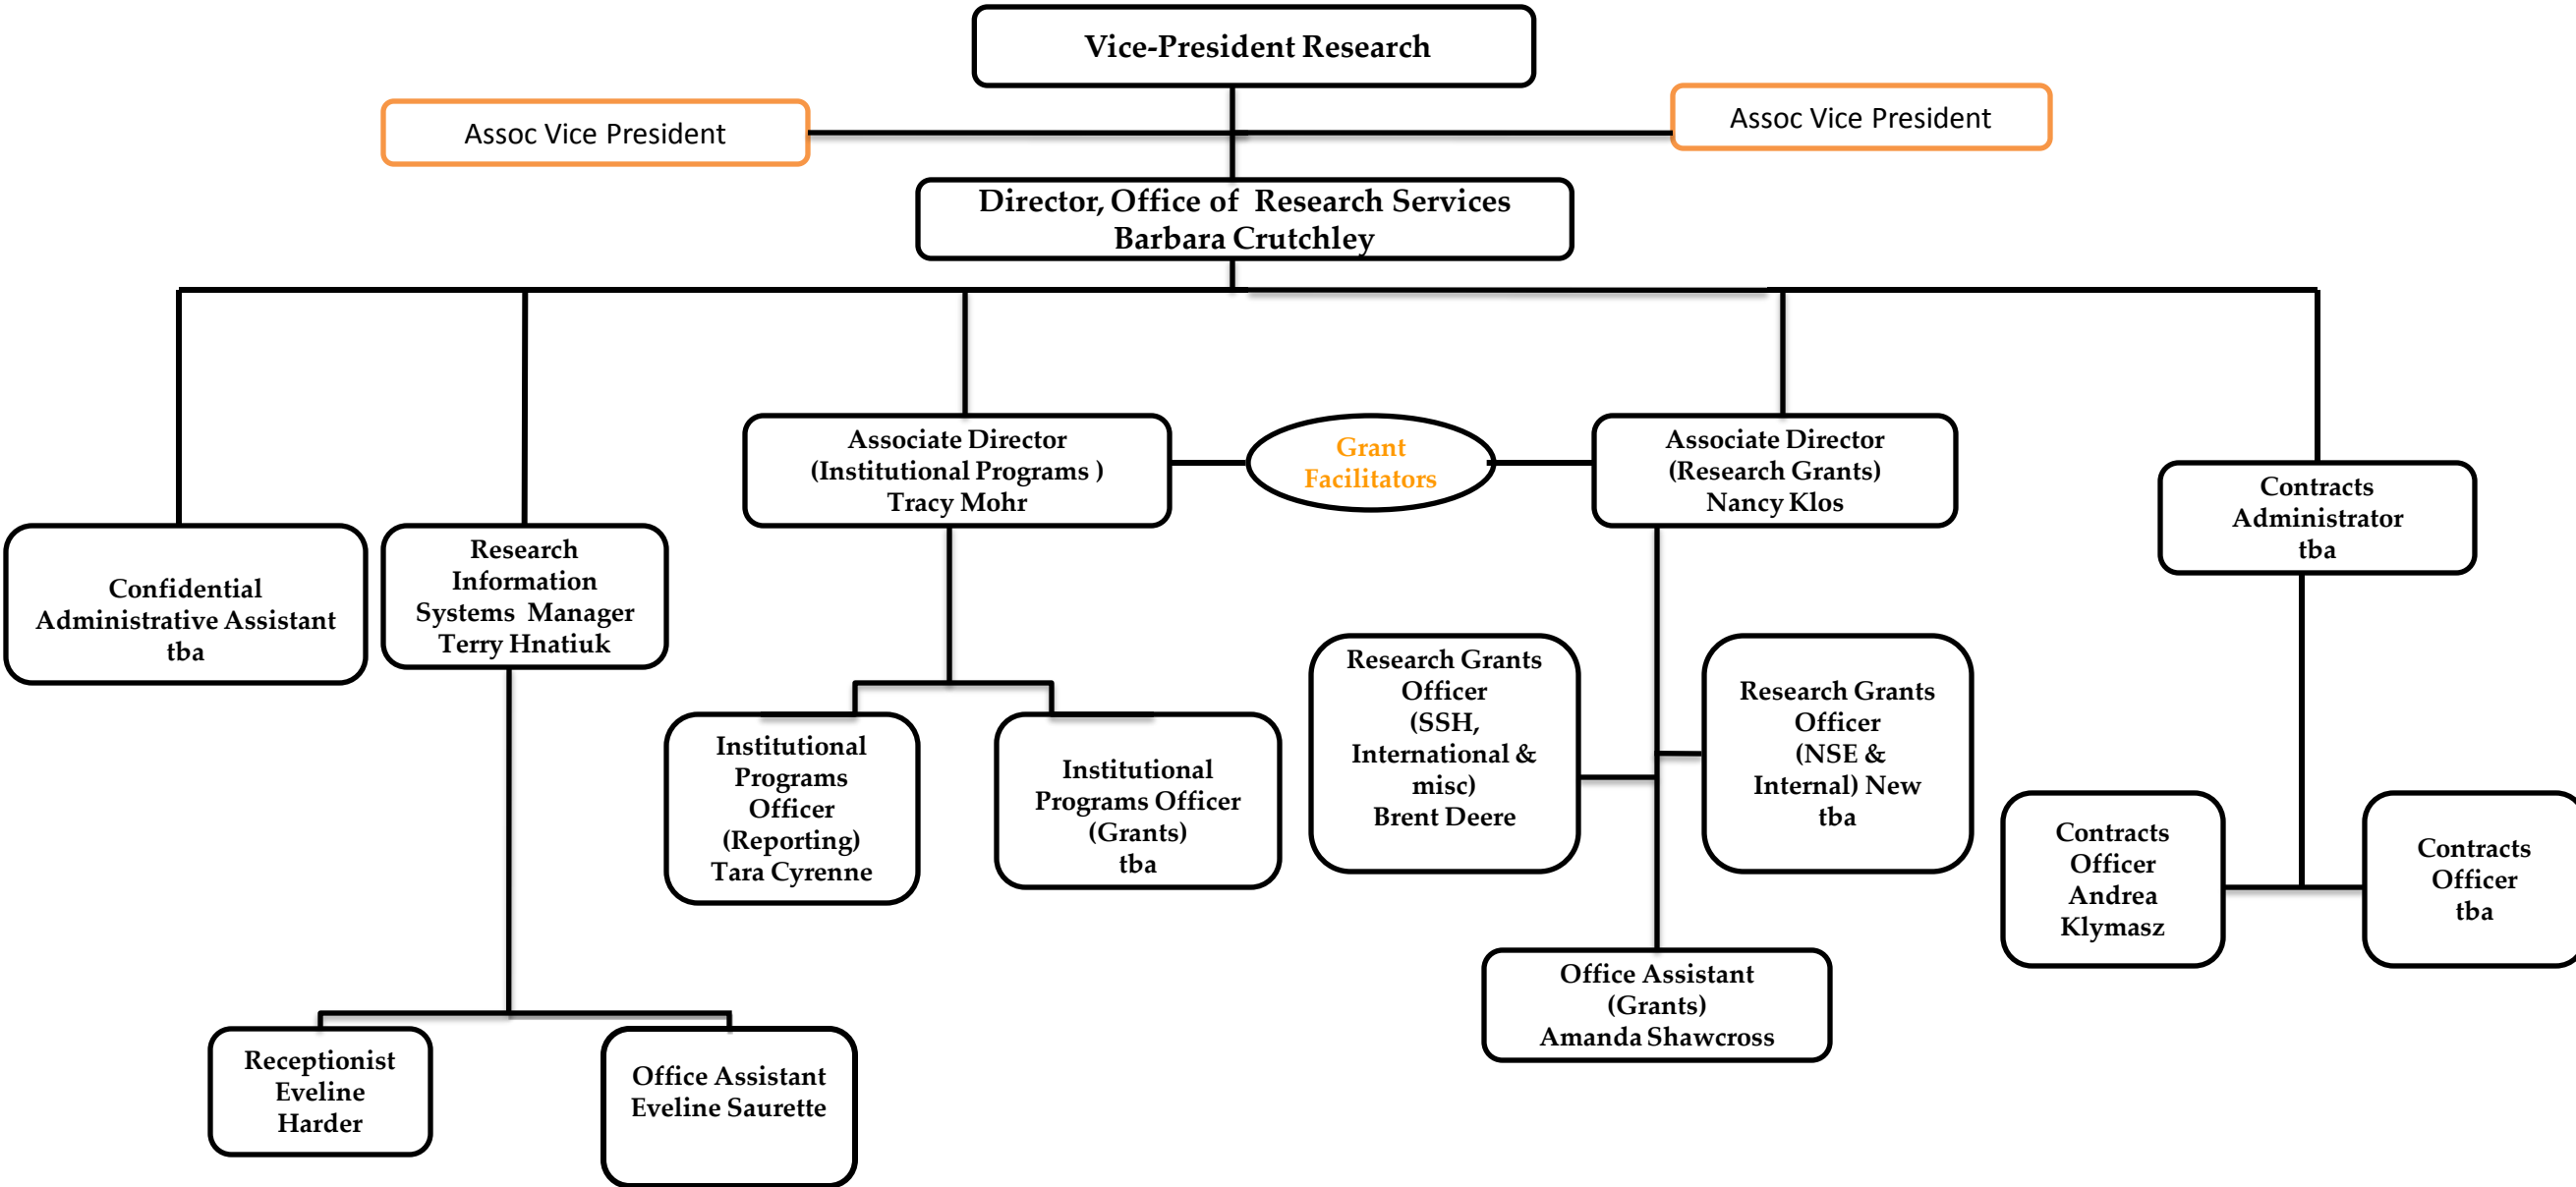 Vice-President Research
Assoc Vice President
Assoc Vice President
Director, Office of Research Services
Barbara Crutchley
Associate Director
(Institutional Programs )
Tracy Mohr
Grant
Facilitators
Associate Director
(Research Grants)
Nancy Klos
Contracts
Administrator
tba
Confidential
Administrative Assistant
tba
Research
Information
Systems Manager
Terry Hnatiuk
Institutional
Programs
Officer
(Reporting)
Tara Cyrenne
Institutional
Programs Officer
(Grants)
tba
Research Grants
Officer
(SSH,
International &
misc)
Brent Deere
Research Grants
Officer
(NSE &
Internal) New
tba
Contracts
Officer
Andrea
Klymasz
Contracts
Officer
tba
Office Assistant
(Grants)
Amanda Shawcross
Receptionist
Eveline
Harder
Office Assistant
Eveline Saurette